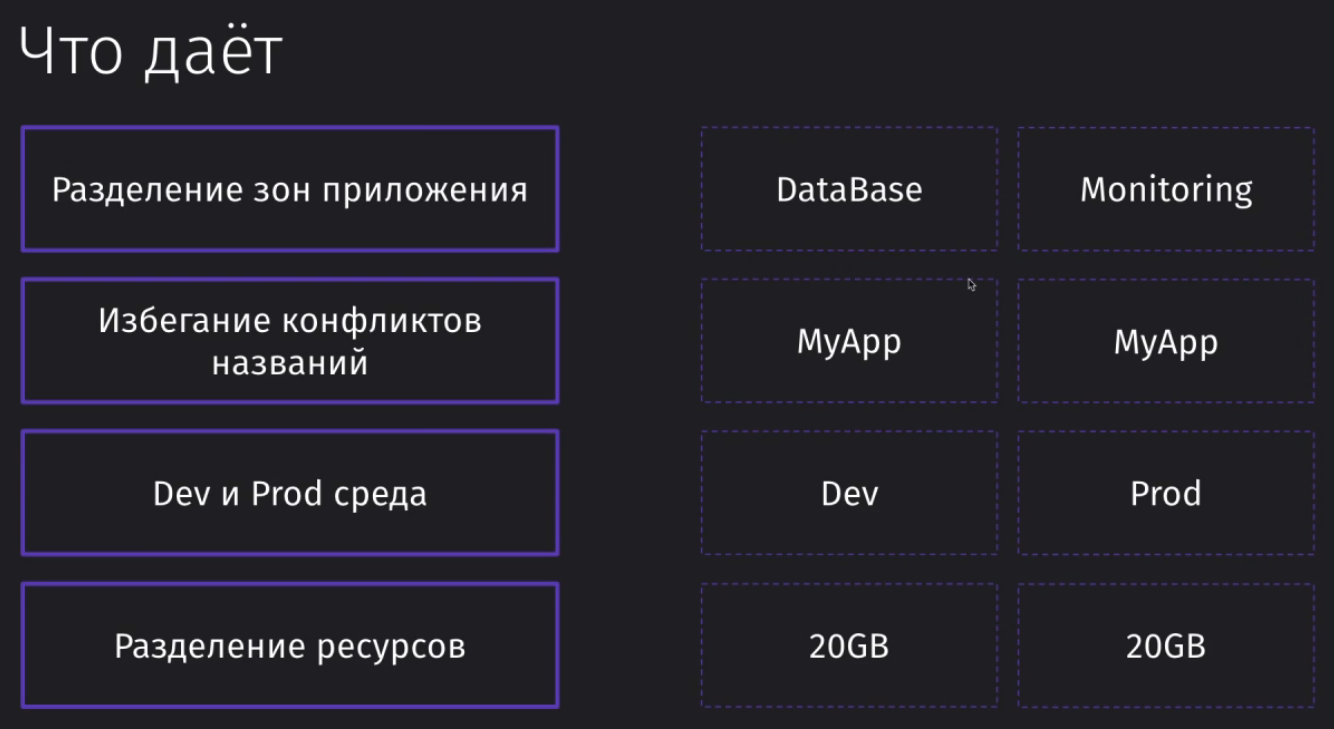 Что даёт
Разделение зон приложения
DataBase
Monitoring
Избегание конфликтов
названий
MyApp
MyApp
Dev и Prod среда
Dev
Prod
Разделение ресурсов
20GB
20GB